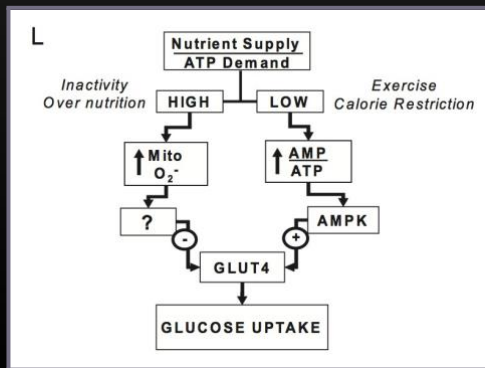 L
Nutrient Supply
ATP Demand
Inactivity
Over nutrition
Exercise
Calorie Restriction
HIGH
LOW
↑ Mito
O₂⁻
↑ AMP
ATP
?
AMPK
-
+
GLUT4
GLUCOSE UPTAKE